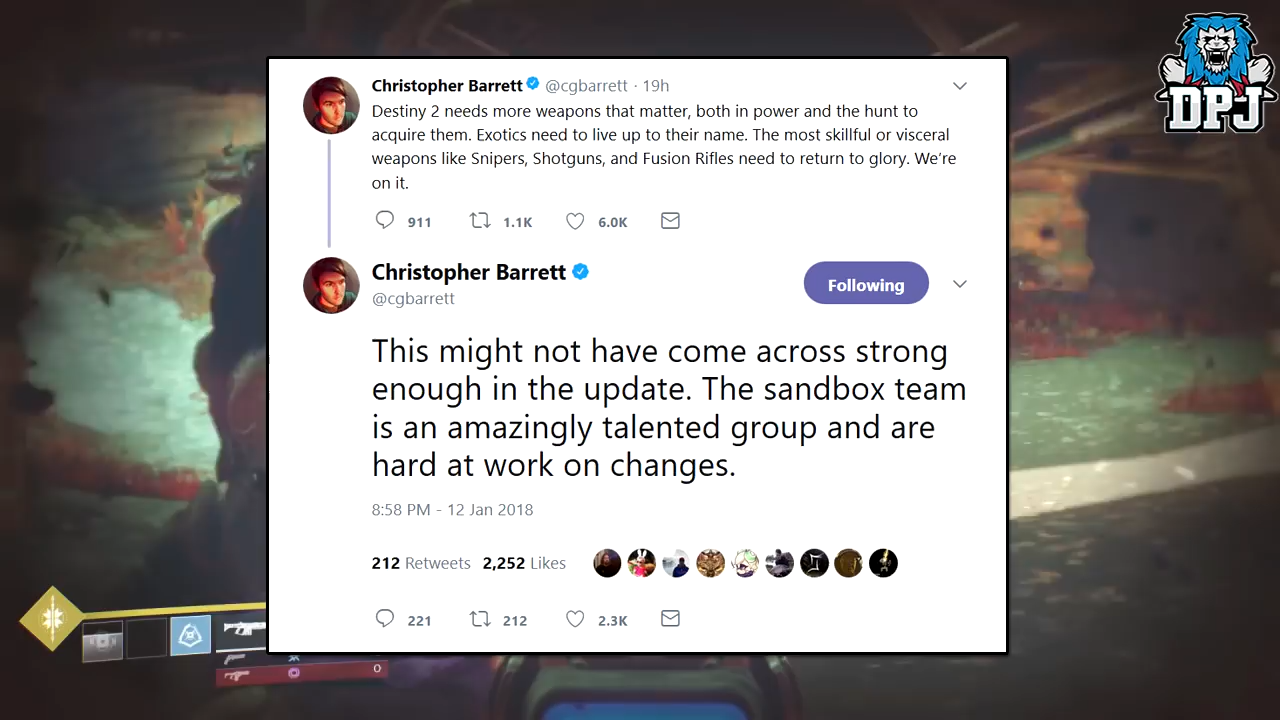 Christopher Barrett @cgbarrett · 19h
Destiny 2 needs more weapons that matter, both in power and the hunt to
acquire them. Exotics need to live up to their name. The most skillful or visceral
weapons like Snipers, Shotguns, and Fusion Rifles need to return to glory. We’re
on it.
911 1.1K 6.0K
Christopher Barrett
@cgbarrett
Following
This might not have come across strong
enough in the update. The sandbox team
is an amazingly talented group and are
hard at work on changes.
8:58 PM - 12 Jan 2018
212 Retweets 2,252 Likes
221 212 2.3K
DPJ
0